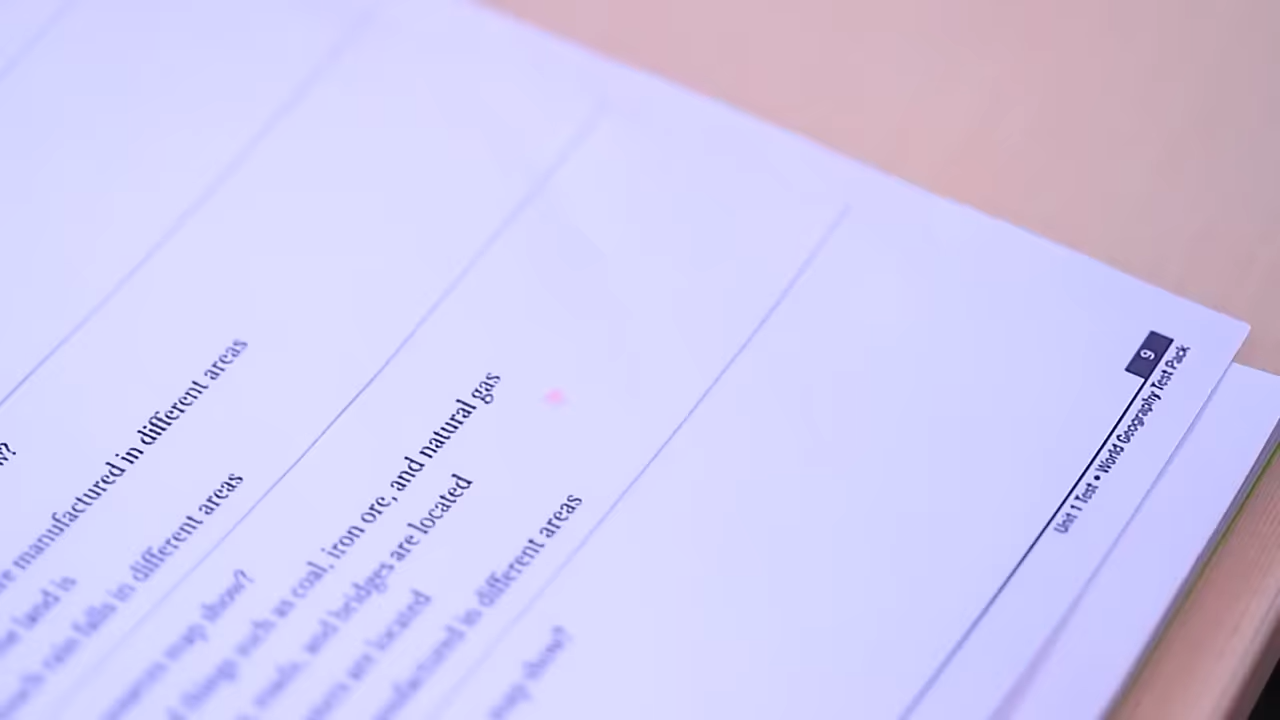 w?
re manufactured in different areas
e land is
uch rain falls in different areas
map show?
things such as coal, iron ore, and natural gas
roads, and bridges are located
are located
in different areas
map show?
9
Unit 1 Test • World Geography Test Pack